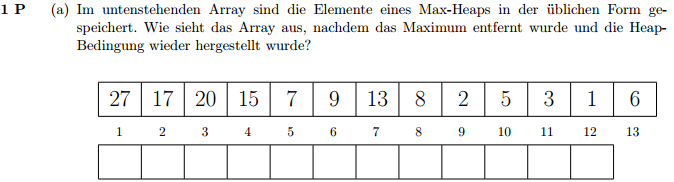 1 P (a) Im untenstehenden Array sind die Elemente eines Max-Heaps in der üblichen Form ge-
speichert. Wie sieht das Array aus, nachdem das Maximum entfernt wurde und die Heap-
Bedingung wieder hergestellt wurde?
27 17 20 15 7 9 13 8 2 5 3 1 6
1 2 3 4 5 6 7 8 9 10 11 12 13